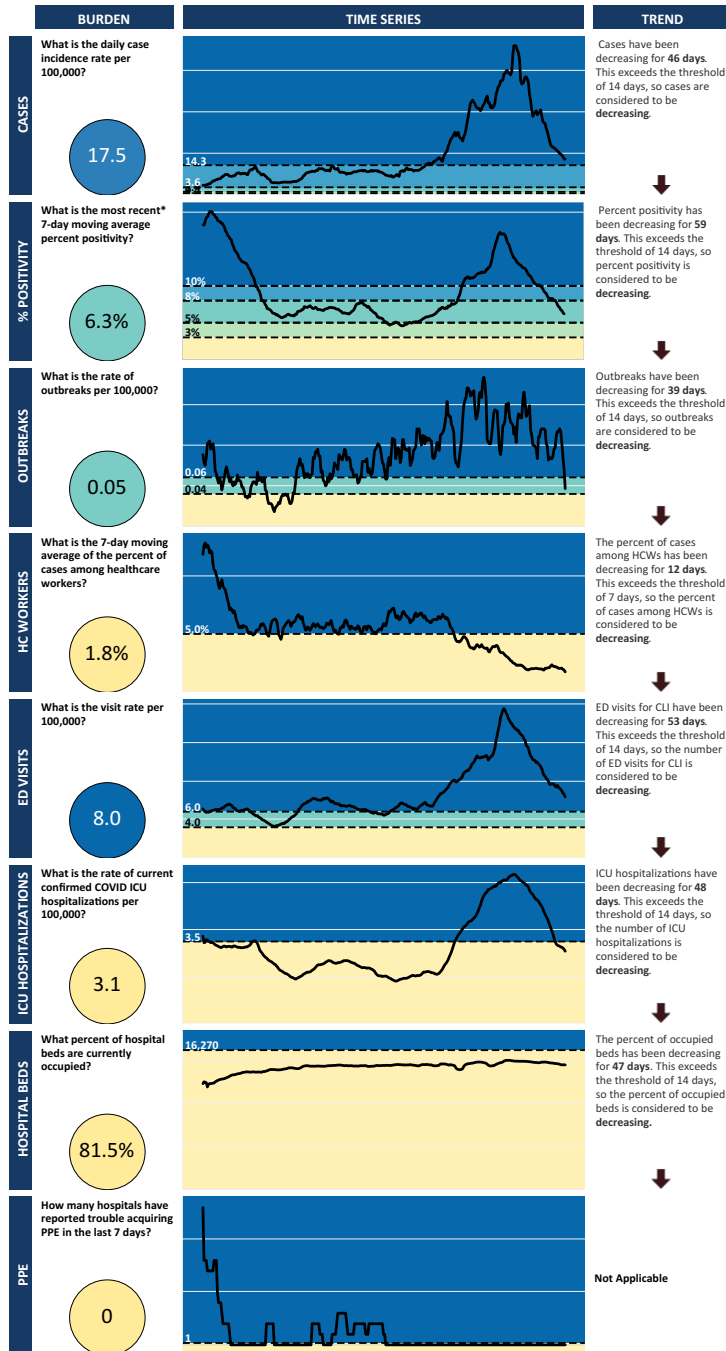 BURDEN
TIME SERIES
TREND
CASES
What is the daily case
incidence rate per
100,000?
17.5
14.3
3.6
Cases have been
decreasing for 46 days.
This exceeds the threshold
of 14 days, so cases are
considered to be
decreasing.
% POSITIVITY
What is the most recent*
7-day moving average
percent positivity?
6.3%
10%
8%
5%
3%
Percent positivity has
been decreasing for 59
days. This exceeds the
threshold of 14 days, so
percent positivity is
considered to be
decreasing.
OUTBREAKS
What is the rate of
outbreaks per 100,000?
0.05
0.06
0.04
Outbreaks have been
decreasing for 39 days.
This exceeds the threshold
of 14 days, so outbreaks
are considered to be
decreasing.
HC WORKERS
What is the 7-day moving
average of the percent of
cases among healthcare
workers?
1.8%
5.0%
The percent of cases
among HCWs has been
decreasing for 12 days.
This exceeds the threshold
of 7 days, so the percent
of cases among HCWs is
considered to be
decreasing.
ED VISITS
What is the visit rate per
100,000?
8.0
6.0
4.0
ED visits for CLI have been
decreasing for 53 days.
This exceeds the threshold
of 14 days, so the number
of ED visits for CLI is
considered to be
decreasing.
ICU HOSPITALIZATIONS
What is the rate of current
confirmed COVID ICU
hospitalizations per
100,000?
3.1
3.5
ICU hospitalizations have
been decreasing for 48
days. This exceeds the
threshold of 14 days, so
the number of ICU
hospitalizations is
considered to be
decreasing.
HOSPITAL BEDS
What percent of hospital
beds are currently
occupied?
81.5%
16,270
The percent of occupied
beds has been decreasing
for 47 days. This exceeds
the threshold of 14 days,
so the percent of occupied
beds is considered to be
decreasing.
PPE
How many hospitals have
reported trouble acquiring
PPE in the last 7 days?
0
1
Not Applicable